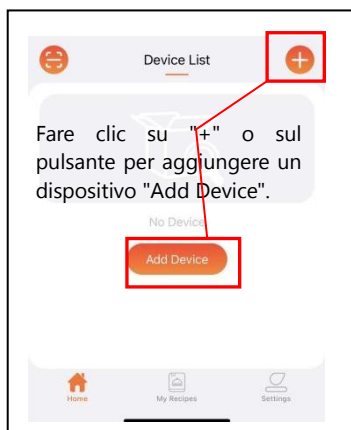 Device List
Fare clic su "+" o sul
pulsante per aggiungere un
dispositivo "Add Device".
No Device
Add Device
Home
My Recipes
Settings